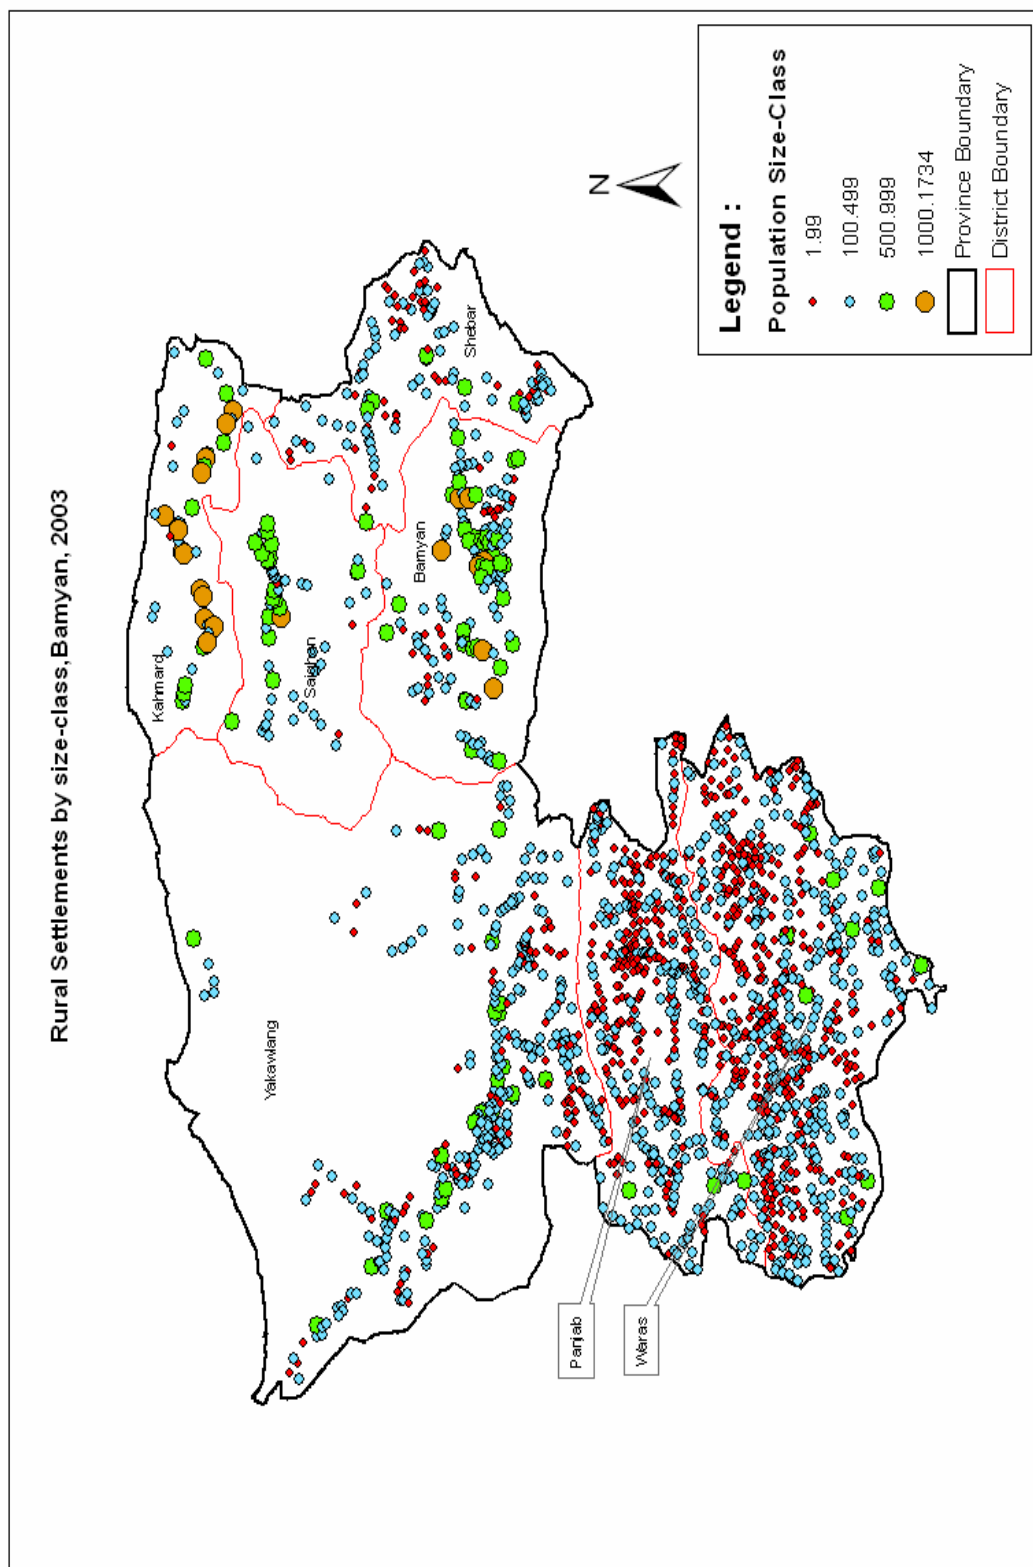 Rural Settlements by size-class, Bamyan, 2003
Kahmard
Saighan
Yakawlang
Bamyan
Shebar
Panjab
Waras
N
Legend :
Population Size-Class
1.99
100.499
500.999
1000.1734
Province Boundary
District Boundary